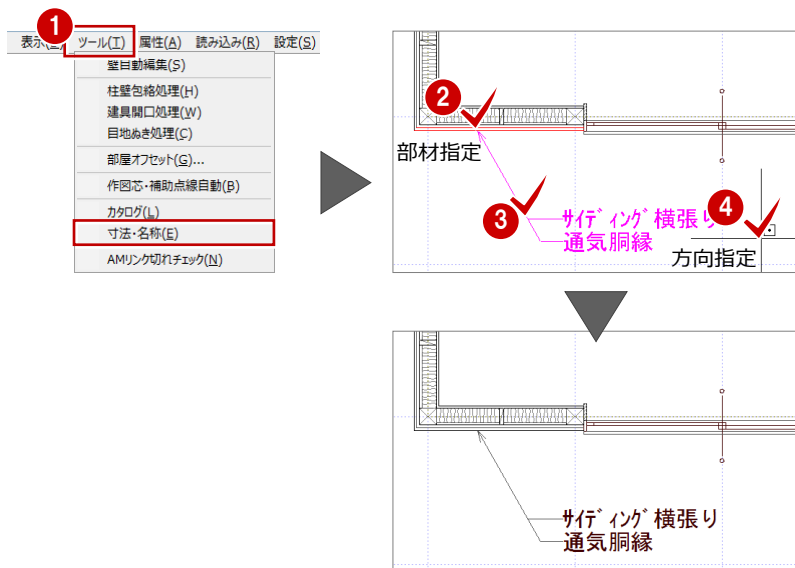 1
ツール(T) 属性(A) 読み込み(R) 設定(S)
壁自動編集(S)
柱壁包絡処理(H)
建具開口処理(W)
目地ぬき処理(C)
部屋オフセット(G)...
作図芯・補助点線自動(B)
カタログ(L)
寸法・名称(E)
AMリンク切れチェック(N)
2
部材指定
3
サイディング横張り
通気胴縁
4
方向指定
サイディング横張り
通気胴縁